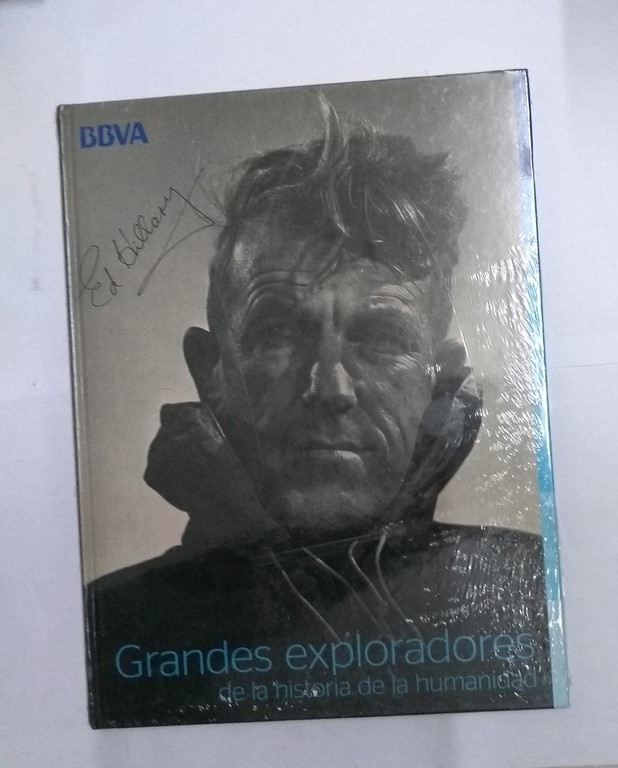 BBVA
Ed Hillary
Grandes exploradores
de la historia de la humanidad